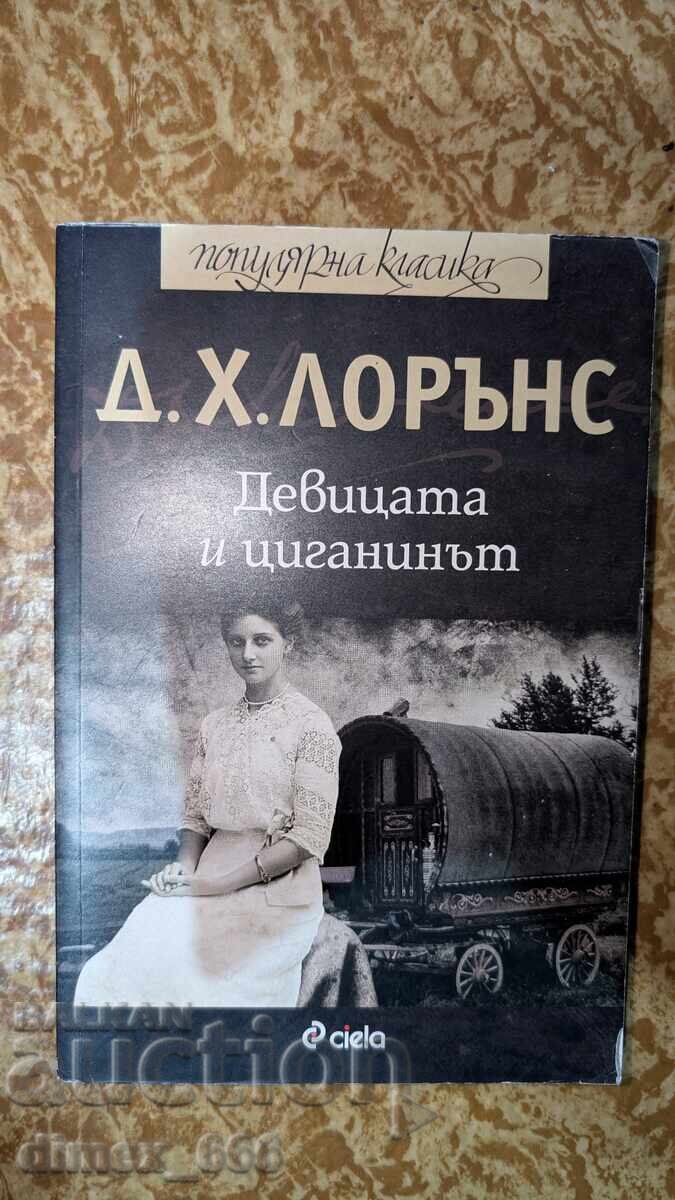 популярна класика
Д.Х.ЛОРЪНС
Девицата
и циганинът
ciela
BALKAN
auction
dimex_666